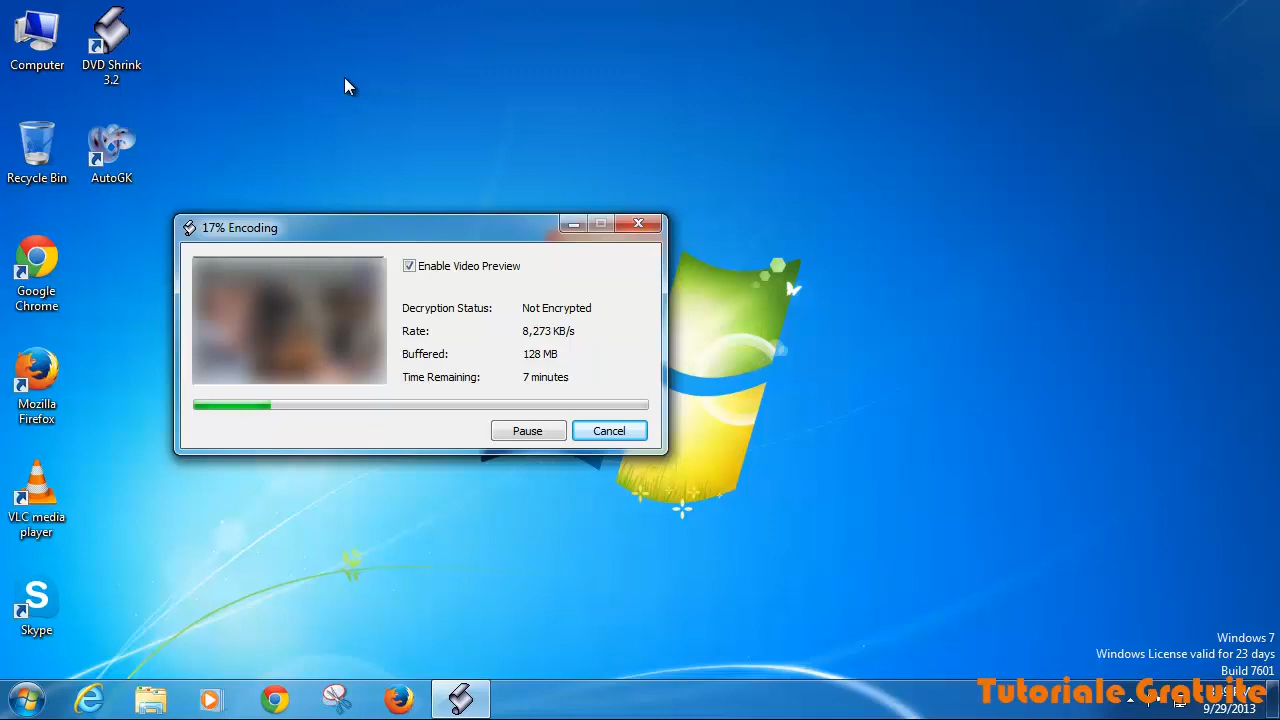 Computer
DVD Shrink
3.2
Recycle Bin
AutoGK
Google
Chrome
Mozilla
Firefox
VLC media
player
S
Skype
17% Encoding
Enable Video Preview
Decryption Status: Not Encrypted
Rate: 8,273 KB/s
Buffered: 128 MB
Time Remaining: 7 minutes
Pause Cancel
Windows 7
Windows License valid for 23 days
Build 7601
Tutoriale Gratuite
9/29/2013